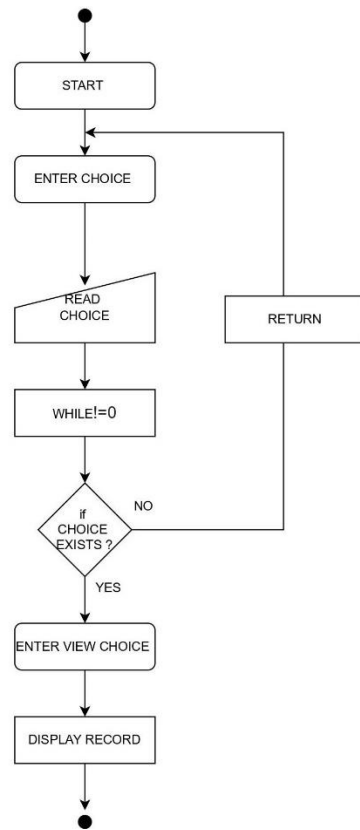 START
ENTER CHOICE
READ
CHOICE
RETURN
WHILE!=0
if
CHOICE
EXISTS ?
NO
YES
ENTER VIEW CHOICE
DISPLAY RECORD